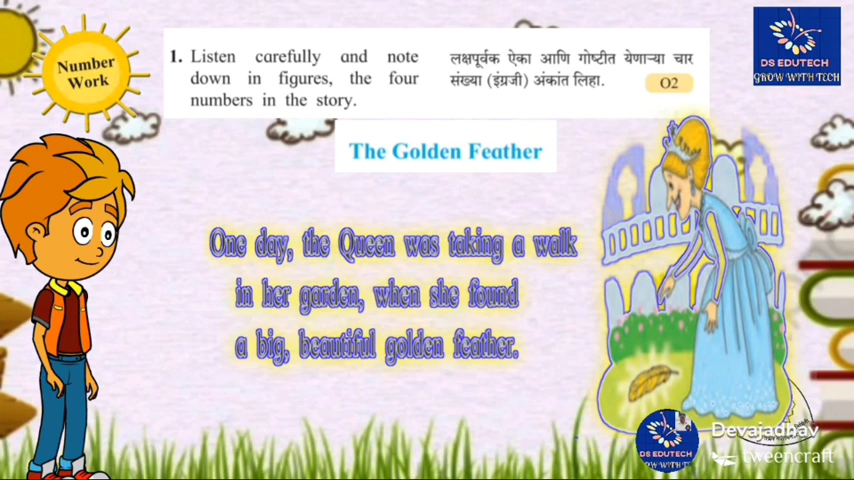 Number
Work
1. Listen carefully and note
down in figures, the four
numbers in the story.
लक्षपूर्वक ऐका आणि गोष्टीत येणाऱ्या चार
संख्या (इंग्रजी) अंकांत लिहा.
O2
DS EDUTECH
GROW WITH TECH
The Golden Feather
One day, the Queen was taking a walk
in her garden, when she found
a big, beautiful golden feather.
DS EDUTECH
Devajadhav
tweencraft